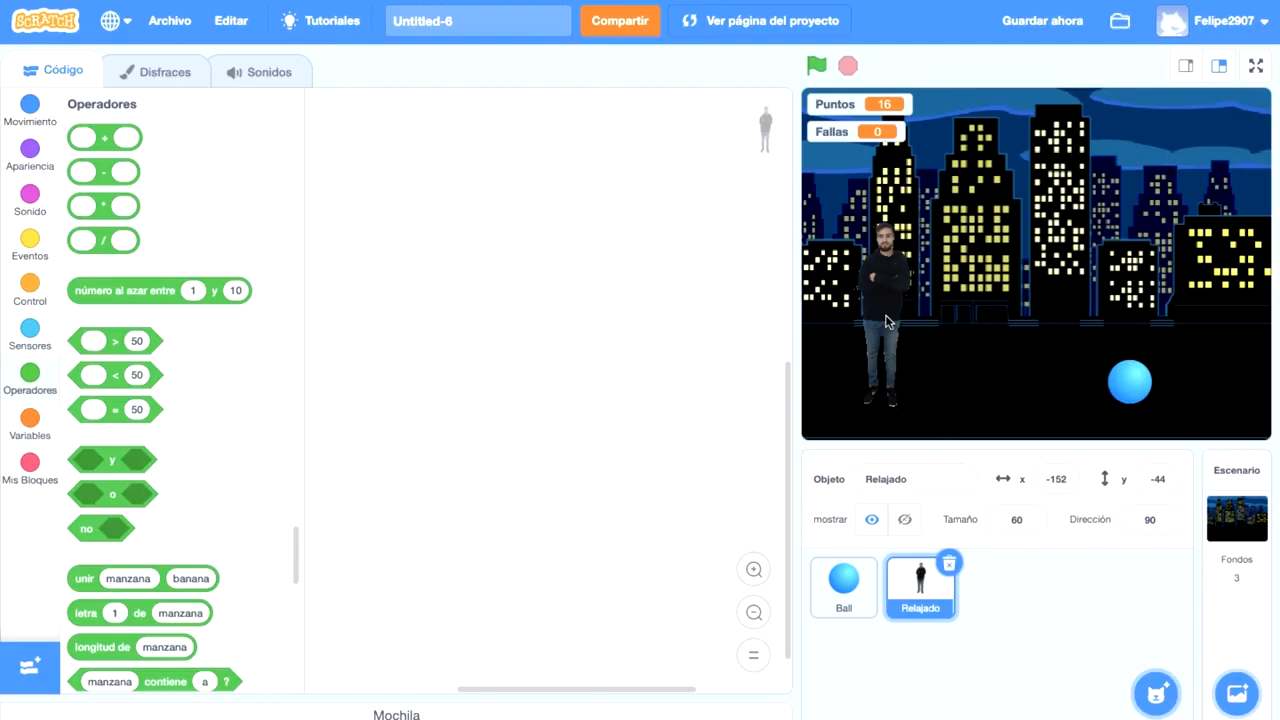 SCRATCH Archivo Editar Tutoriales Untitled-6 Compartir Ver página del proyecto Guardar ahora Felipe2907
Código Disfraces Sonidos
Movimiento
Apariencia
Sonido
Eventos
Control
Sensores
Operadores
Variables
Mis Bloques
Operadores
+
-
*
/
número al azar entre 1 y 10
> 50
< 50
= 50
y
o
no
unir manzana banana
letra 1 de manzana
longitud de manzana
manzana contiene a ?
=
Mochila
Puntos 16
Fallas 0
Objeto Relajado x -152 y -44
mostrar Tamaño 60 Dirección 90
Ball
Relajado
Escenario
Fondos
3